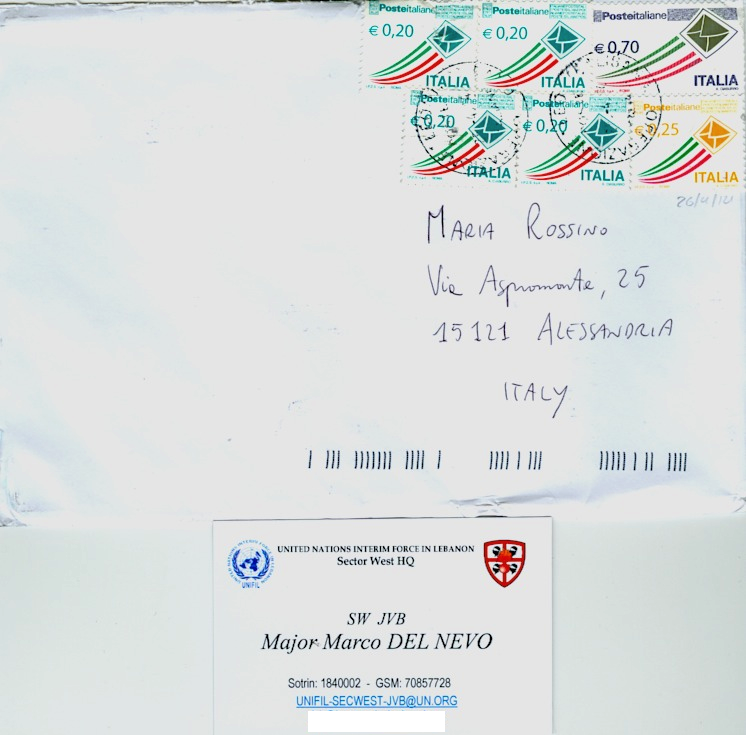 Posteitaliane
€ 0,20
ITALIA
Posteitaliane
€ 0,20
ITALIA
Posteitaliane
€ 0,70
ITALIA
Posteitaliane
€ 0,20
ITALIA
Posteitaliane
€ 0,20
ITALIA
Posteitaliane
€ 0,25
ITALIA
MARIA ROSSINO
Via Aspromonte, 25
15121 ALESSANDRIA
ITALY
UNITED NATIONS INTERIM FORCE IN LEBANON
Sector West HQ
UNIFIL
SW JVB
Major Marco DEL NEVO
Sotrin: 1840002 - GSM: 70857728
UNIFIL-SECWEST-JVB@UN.ORG